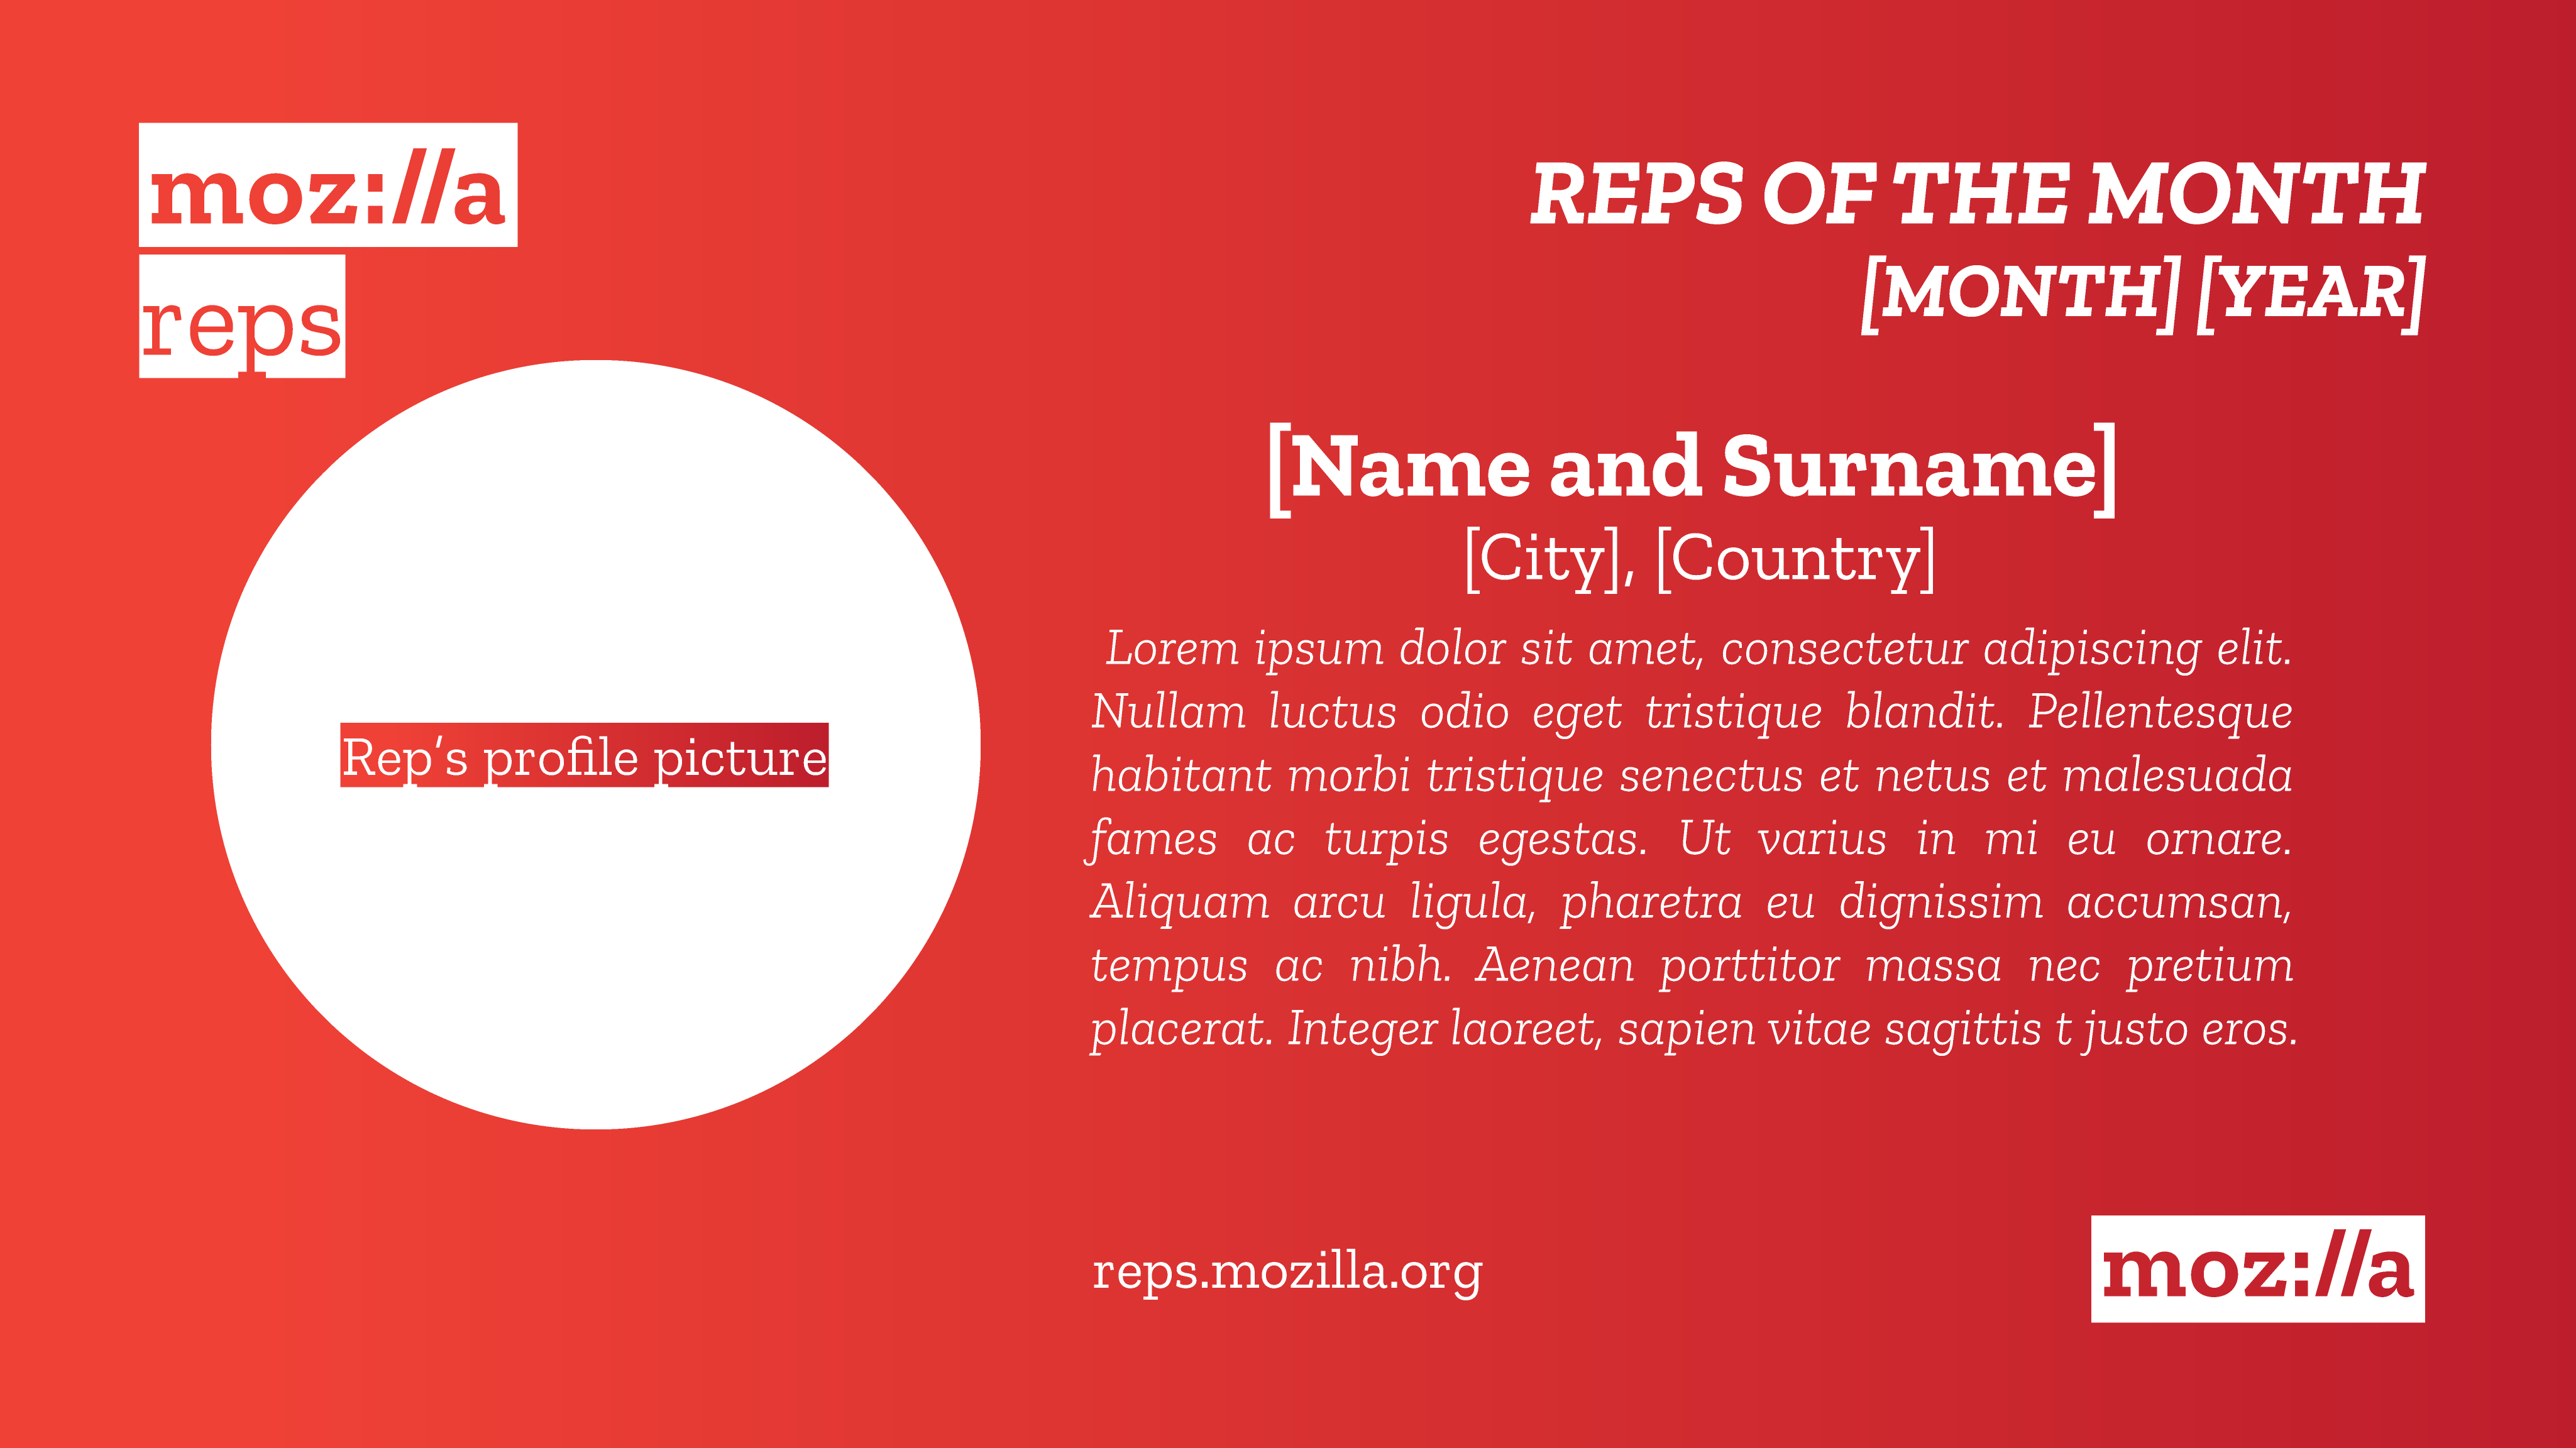 moz://a
reps
REPS OF THE MONTH
[MONTH] [YEAR]
[Name and Surname]
[City], [Country]
Rep‘s profile picture
Lorem ipsum dolor sit amet, consectetur adipiscing elit.
Nullam luctus odio eget tristique blandit. Pellentesque
habitant morbi tristique senectus et netus et malesuada
fames ac turpis egestas. Ut varius in mi eu ornare.
Aliquam arcu ligula, pharetra eu dignissim accumsan,
tempus ac nibh. Aenean porttitor massa nec pretium
placerat. Integer laoreet, sapien vitae sagittis t justo eros.
reps.mozilla.org
moz://a